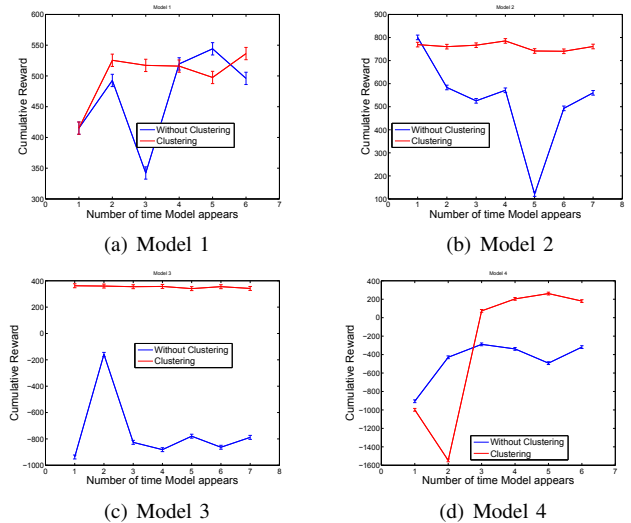 Model 1
600
550
500
450
400
350
300
Cumulative Reward
Without Clustering
Clustering
0 1 2 3 4 5 6 7
Number of time Model appears
(a) Model 1
Model 2
900
800
700
600
500
400
300
200
100
Cumulative Reward
Without Clustering
Clustering
0 1 2 3 4 5 6 7 8
Number of time Model appears
(b) Model 2
Model 3
400
200
0
−200
−400
−600
−800
−1000
Cumulative Reward
Without Clustering
Clustering
0 1 2 3 4 5 6 7 8
Number of time Model appears
(c) Model 3
Model 4
400
200
0
−200
−400
−600
−800
−1000
−1200
−1400
−1600
Cumulative Reward
Without Clustering
Clustering
0 1 2 3 4 5 6 7
Number of time Model appears
(d) Model 4